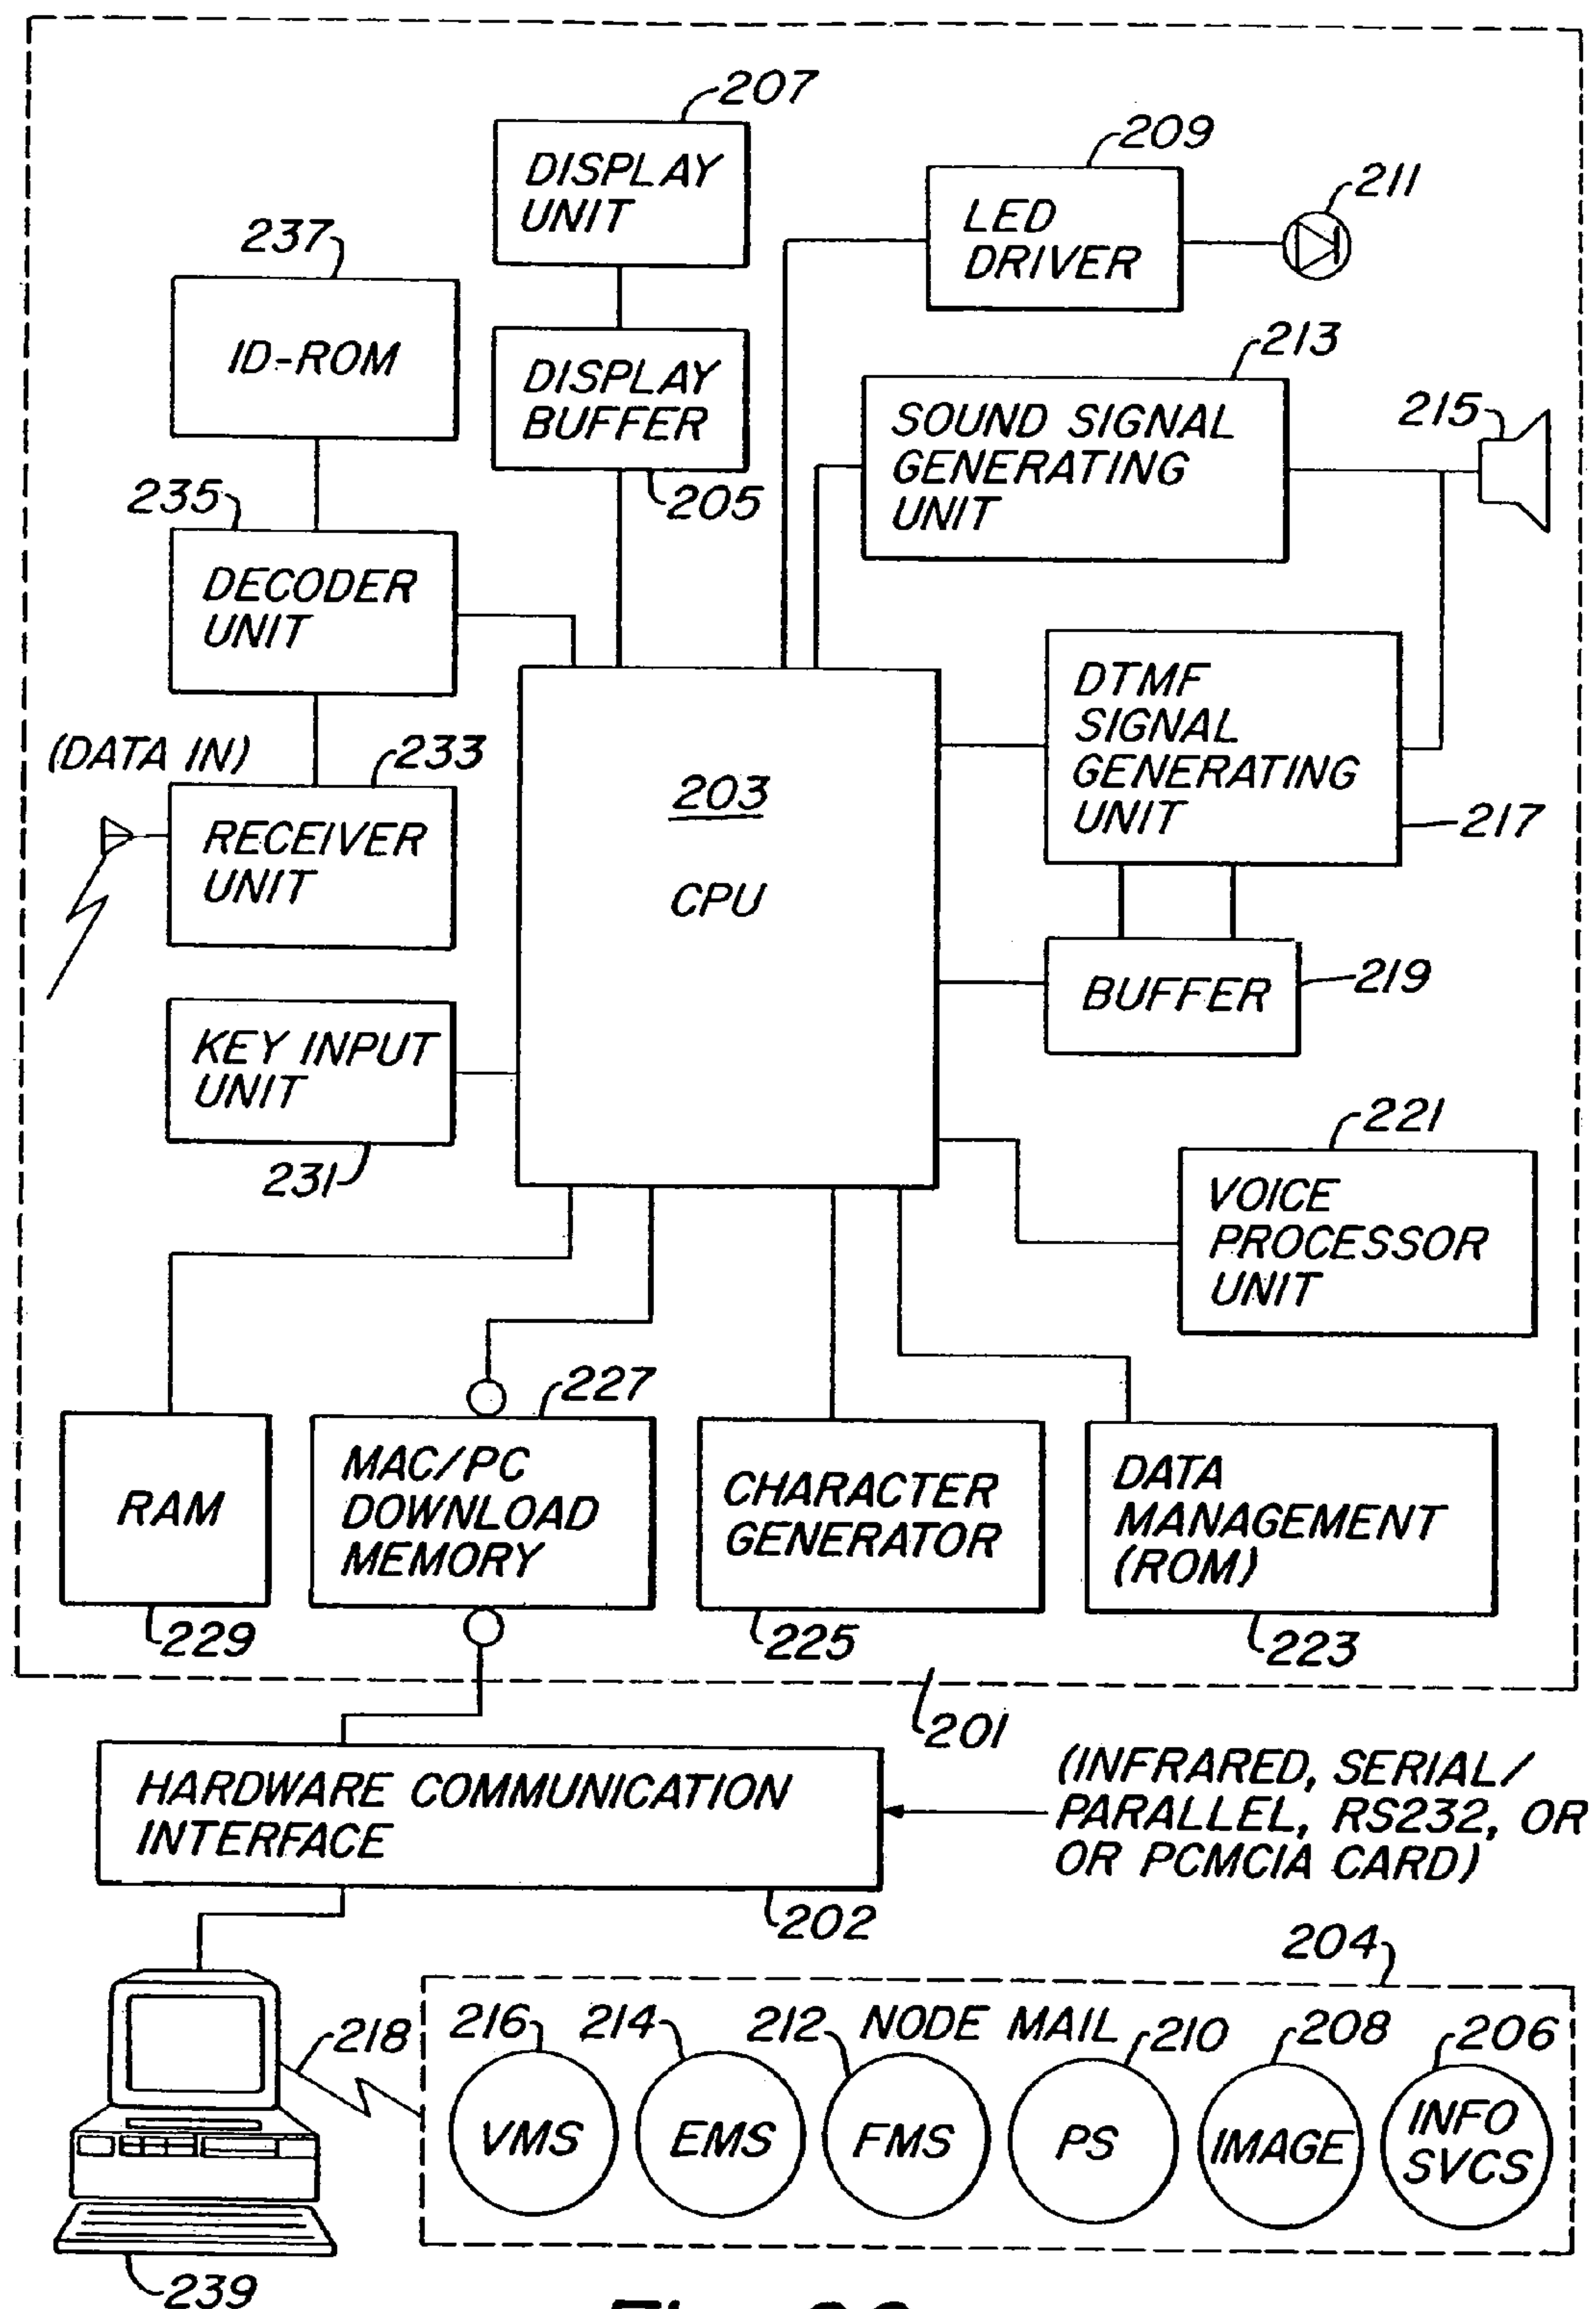 207
DISPLAY
UNIT
209
LED
DRIVER
211
237
ID-ROM
DISPLAY
BUFFER
205
213
SOUND SIGNAL
GENERATING
UNIT
215
235
DECODER
UNIT
DTMF
SIGNAL
GENERATING
UNIT
217
(DATA IN)
233
RECEIVER
UNIT
203
CPU
BUFFER
219
KEY INPUT
UNIT
231
221
VOICE
PROCESSOR
UNIT
RAM
229
227
MAC/PC
DOWNLOAD
MEMORY
CHARACTER
GENERATOR
225
DATA
MANAGEMENT
(ROM)
223
201
HARDWARE COMMUNICATION
INTERFACE
202
(INFRARED, SERIAL/
PARALLEL, RS232, OR
OR PCMCIA CARD)
204
218
216
214
212
NODE MAIL
210
208
206
VMS
EMS
FMS
PS
IMAGE
INFO
SVCS
239